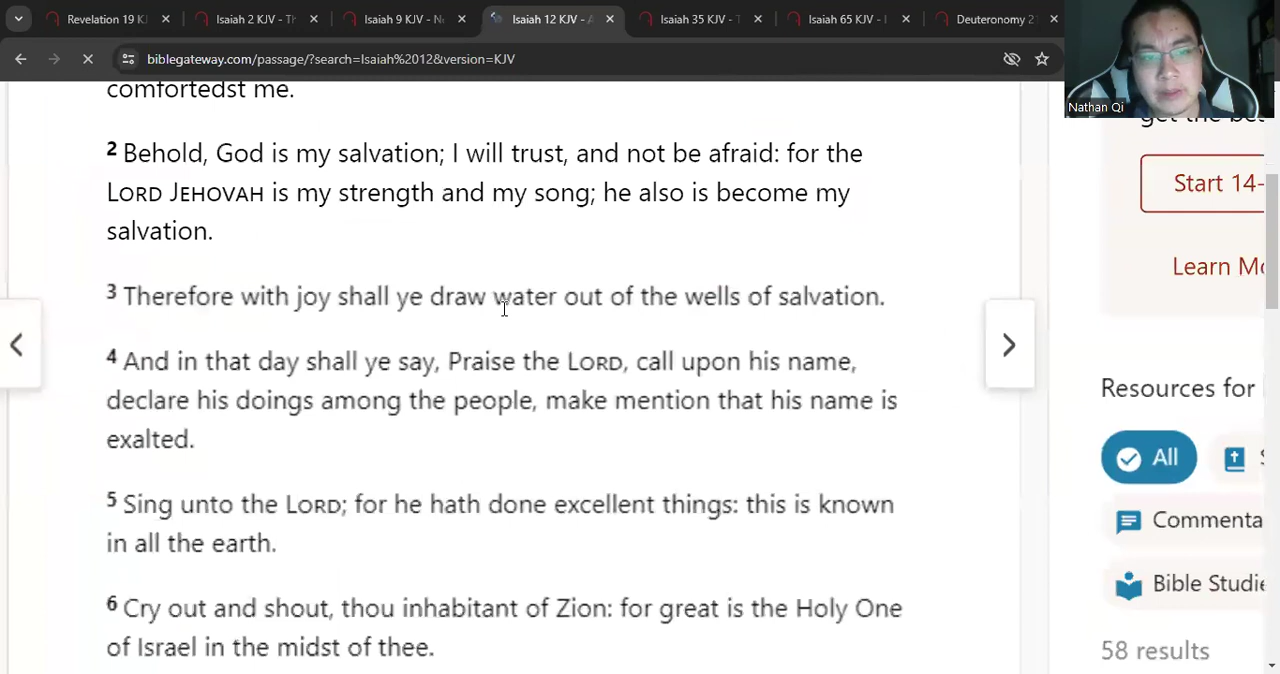 Revelation 19 KJ
Isaiah 2 KJV - Th
Isaiah 9 KJV - N
Isaiah 12 KJV - A
Isaiah 35 KJV - T
Isaiah 65 KJV -
Deuteronomy 2
biblegateway.com/passage/?search=Isaiah%2012&version=KJV
Nathan Qi
comfortedst me.
2 Behold, God is my salvation; I will trust, and not be afraid: for the
LORD JEHOVAH is my strength and my song; he also is become my
salvation.
3 Therefore with joy shall ye draw water out of the wells of salvation.
4 And in that day shall ye say, Praise the LORD, call upon his name,
declare his doings among the people, make mention that his name is
exalted.
5 Sing unto the LORD; for he hath done excellent things: this is known
in all the earth.
6 Cry out and shout, thou inhabitant of Zion: for great is the Holy One
of Israel in the midst of thee.
get the be
Start 14-
Learn Mo
Resources for
All
Commenta
Bible Studie
58 results